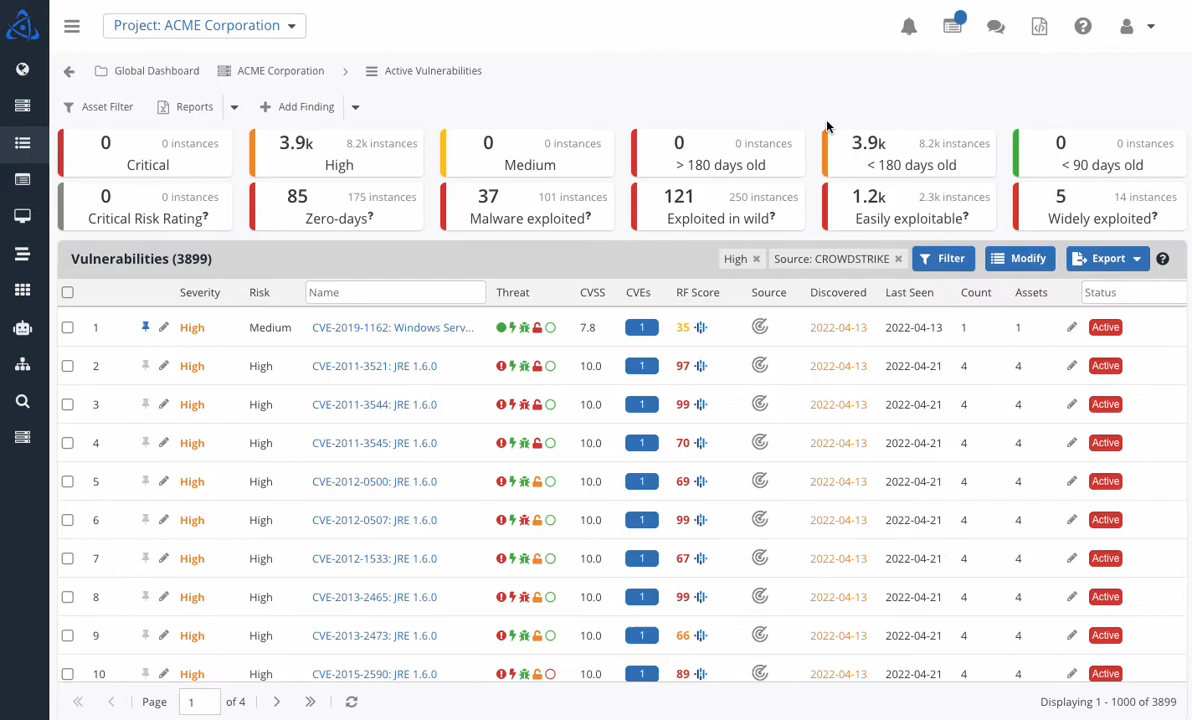 Project: ACME Corporation
Global Dashboard ACME Corporation Active Vulnerabilities
Asset Filter Reports Add Finding
0 0 instances Critical
3.9k 8.2k instances High
0 0 instances Medium
0 0 instances > 180 days old
3.9k 8.2k instances < 180 days old
0 0 instances < 90 days old
0 0 instances Critical Risk Rating?
85 175 instances Zero-days?
37 101 instances Malware exploited?
121 250 instances Exploited in wild?
1.2k 2.3k instances Easily exploitable?
5 14 instances Widely exploited?
Vulnerabilities (3899) High × Source: CROWDSTRIKE × Filter Modify Export
Severity Risk Name Threat CVSS CVEs RF Score Source Discovered Last Seen Count Assets Status
1 High Medium CVE-2019-1162: Windows Serv... 7.8 1 35 2022-04-13 2022-04-13 1 1 Active
2 High High CVE-2011-3521: JRE 1.6.0 10.0 1 97 2022-04-13 2022-04-21 4 4 Active
3 High High CVE-2011-3544: JRE 1.6.0 10.0 1 99 2022-04-13 2022-04-21 4 4 Active
4 High High CVE-2011-3545: JRE 1.6.0 10.0 1 70 2022-04-13 2022-04-21 4 4 Active
5 High High CVE-2012-0500: JRE 1.6.0 10.0 1 69 2022-04-13 2022-04-21 4 4 Active
6 High High CVE-2012-0507: JRE 1.6.0 10.0 1 99 2022-04-13 2022-04-21 4 4 Active
7 High High CVE-2012-1533: JRE 1.6.0 10.0 1 67 2022-04-13 2022-04-21 4 4 Active
8 High High CVE-2013-2465: JRE 1.6.0 10.0 1 99 2022-04-13 2022-04-21 4 4 Active
9 High High CVE-2013-2473: JRE 1.6.0 10.0 1 66 2022-04-13 2022-04-21 4 4 Active
10 High High CVE-2015-2590: JRE 1.6.0 10.0 1 89 2022-04-13 2022-04-21 4 4 Active
Page 1 of 4 Displaying 1 - 1000 of 3899